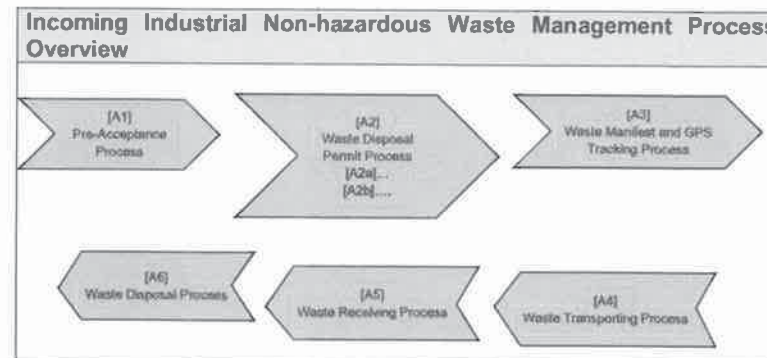 Incoming Industrial Non-hazardous Waste Management Process
Overview
[A1]
Pre-Acceptance
Process
[A2]
Waste Disposal
Permit Process
[A2a]...
[A2b]....
[A3]
Waste Manifest and GPS
Tracking Process
[A6]
Waste Disposal Process
[A5]
Waste Receiving Process
[A4]
Waste Transporting Process